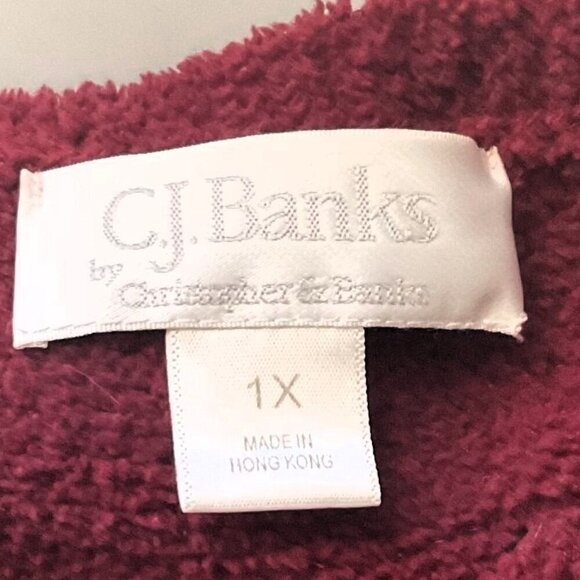 C.J.Banks
by
Christopher & Banks
1X
MADE IN
HONG KONG